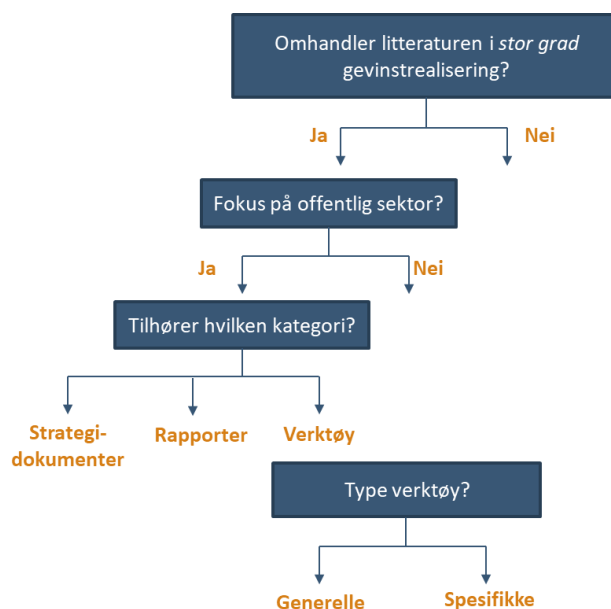 Omhandler litteraturen i stor grad
gevinstrealisering?
Ja
Nei
Fokus på offentlig sektor?
Ja
Nei
Tilhører hvilken kategori?
Strategi-
dokumenter
Rapporter
Verktøy
Type verktøy?
Generelle
Spesifikke